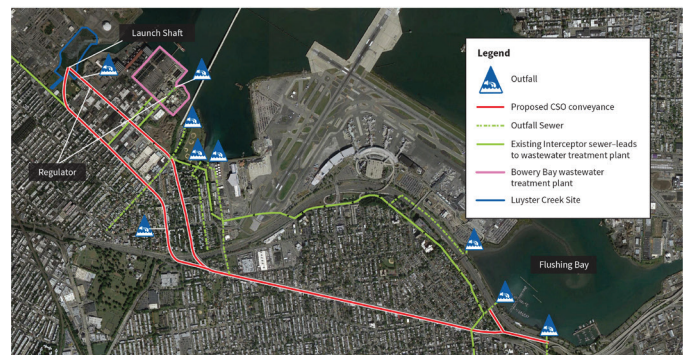 Launch Shaft
Regulator
Flushing Bay
Legend
Outfall
Proposed CSO conveyance
Outfall Sewer
Existing Interceptor sewer–leads
to wastewater treatment plant
Bowery Bay wastewater
treatment plant
Luyster Creek Site